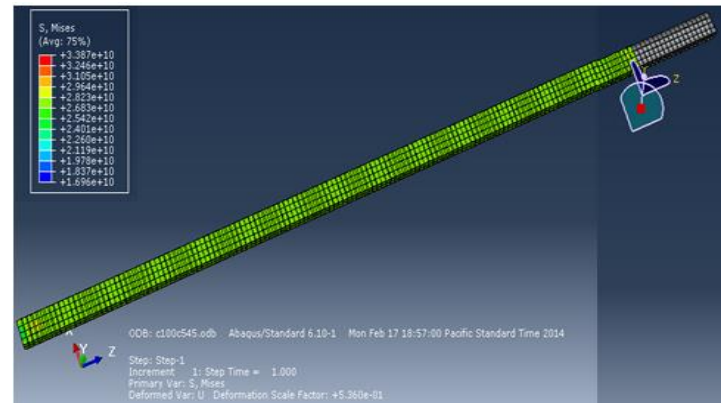 S, Mises
(Avg: 75%)
+3.387e+10
+3.246e+10
+3.105e+10
+2.964e+10
+2.823e+10
+2.683e+10
+2.542e+10
+2.401e+10
+2.260e+10
+2.119e+10
+1.978e+10
+1.837e+10
+1.696e+10
Z
X
Y
Z
ODB: c100c545.odb Abaqus/Standard 6.10-1 Mon Feb 17 18:57:00 Pacific Standard Time 2014
Step: Step-1
Increment 1: Step Time = 1.000
Primary Var: S, Mises
Deformed Var: U Deformation Scale Factor: +5.360e-01